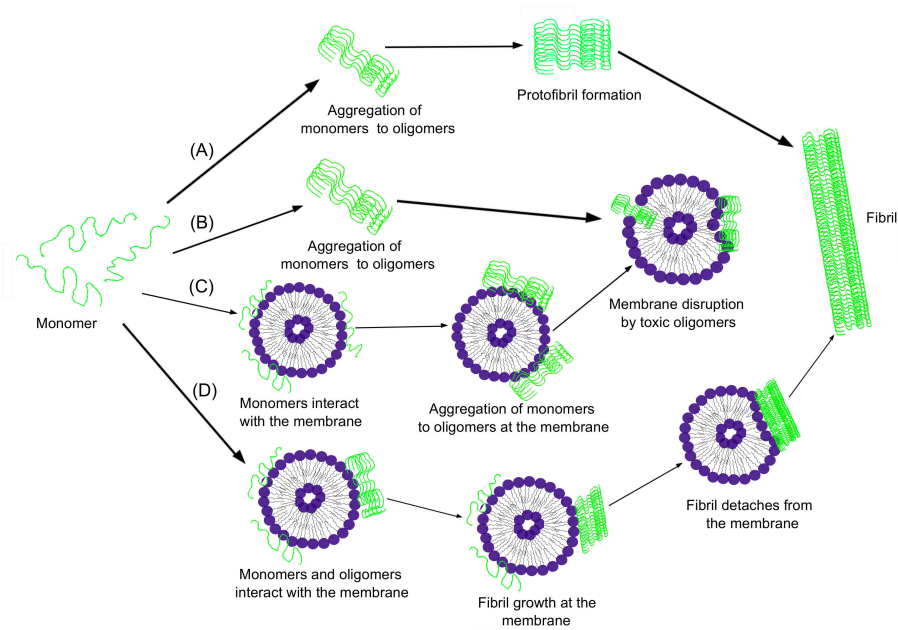 Aggregation of
monomers to oligomers
Protofibril formation
(A)
(B)
Aggregation of
monomers to oligomers
Fibril
Monomer
(C)
Monomers interact
with the membrane
Aggregation of monomers
to oligomers at the membrane
Membrane disruption
by toxic oligomers
(D)
Monomers and oligomers
interact with the membrane
Fibril growth at the
membrane
Fibril detaches from
the membrane